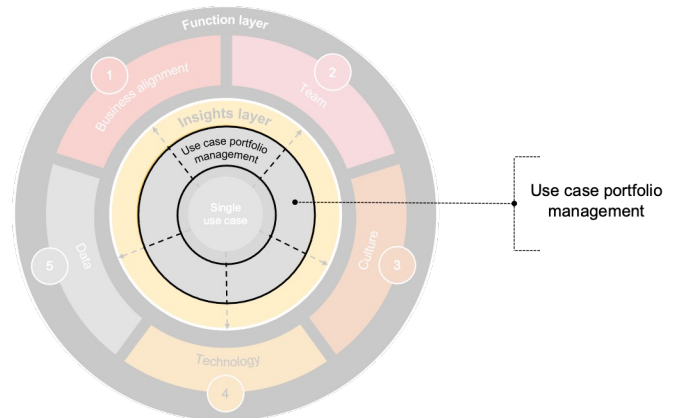 Function layer
1
Business alignment
2
Team
Insights layer
Use case portfolio
management
Single
use case
Use case portfolio
management
5
Data
Culture
3
Technology
4